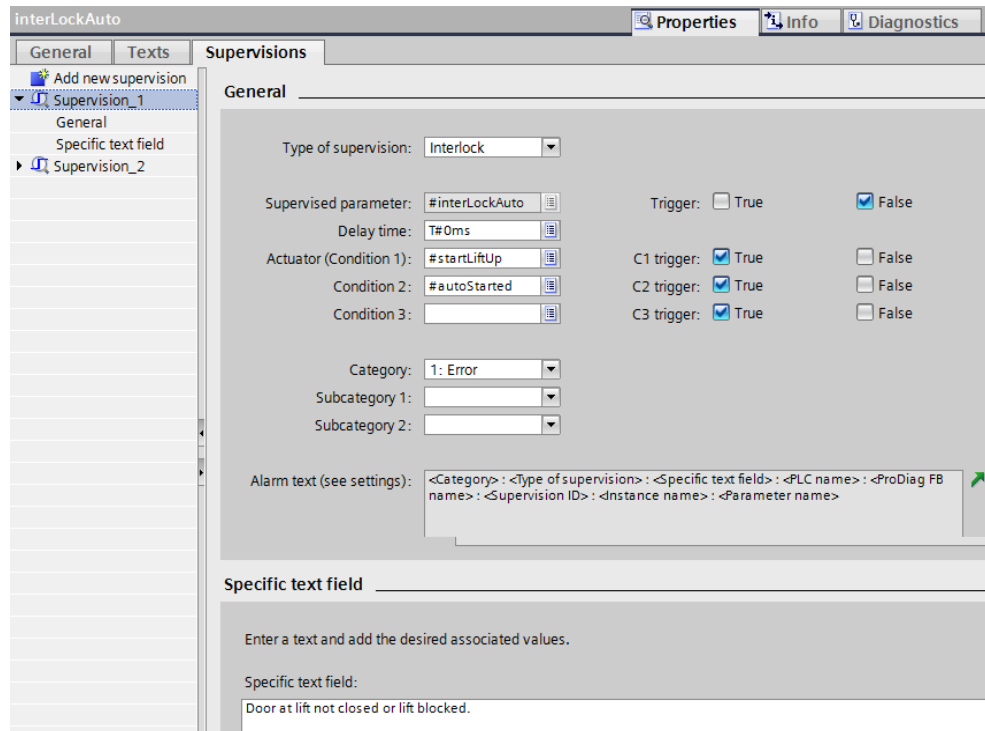 interLockAuto
Properties Info Diagnostics
General Texts Supervisions
Add new supervision
Supervision_1
General
Specific text field
Supervision_2
General
Type of supervision: Interlock
Supervised parameter: #interLockAuto Trigger: True False
Delay time: T#0ms
Actuator (Condition 1): #startLiftUp C1 trigger: True False
Condition 2: #autoStarted C2 trigger: True False
Condition 3: C3 trigger: True False
Category: 1: Error
Subcategory 1:
Subcategory 2:
Alarm text (see settings): <Category> : <Type of supervision> : <Specific text field> : <PLC name> : <ProDiag FB
name> : <Supervision ID> : <Instance name> : <Parameter name>
Specific text field
Enter a text and add the desired associated values.
Specific text field:
Door at lift not closed or lift blocked.